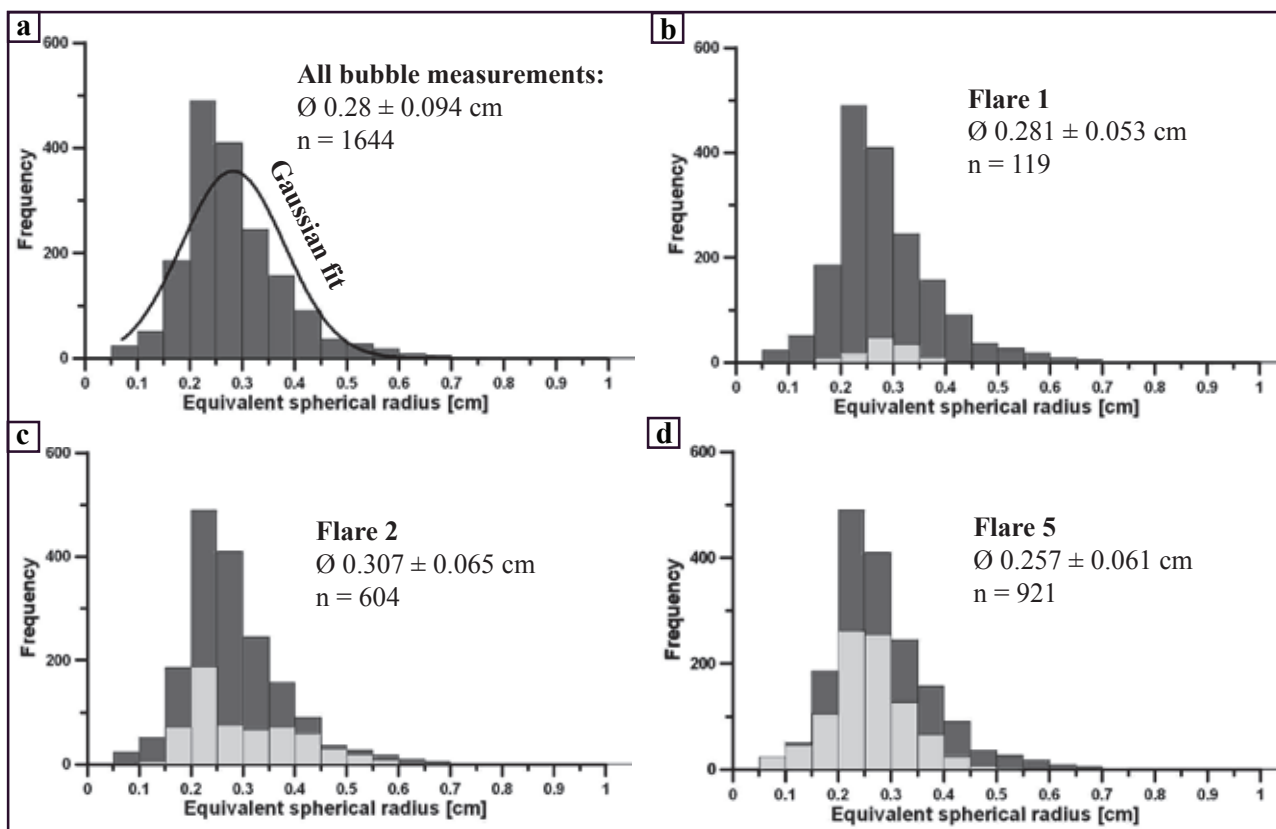 a
600
400
200
0
Frequency
All bubble measurements:
Ø 0.28 ± 0.094 cm
n = 1644
Gaussian fit
0 0.1 0.2 0.3 0.4 0.5 0.6 0.7 0.8 0.9 1
Equivalent spherical radius [cm]
b
600
400
200
0
Frequency
Flare 1
Ø 0.281 ± 0.053 cm
n = 119
0 0.1 0.2 0.3 0.4 0.5 0.6 0.7 0.8 0.9 1
Equivalent spherical radius [cm]
c
600
400
200
0
Frequency
Flare 2
Ø 0.307 ± 0.065 cm
n = 604
0 0.1 0.2 0.3 0.4 0.5 0.6 0.7 0.8 0.9 1
Equivalent spherical radius [cm]
d
600
400
200
0
Frequency
Flare 5
Ø 0.257 ± 0.061 cm
n = 921
0 0.1 0.2 0.3 0.4 0.5 0.6 0.7 0.8 0.9 1
Equivalent spherical radius [cm]